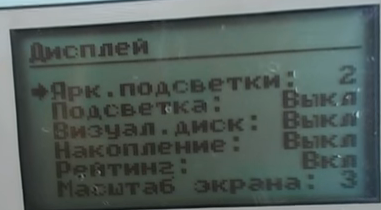 Дисплей
➔Ярк.подсветки: 2
Подсветка: Выкл
Визуал.диск: Выкл
Накопление: Выкл
Рейтинг: Вкл
Масштаб экрана: 3